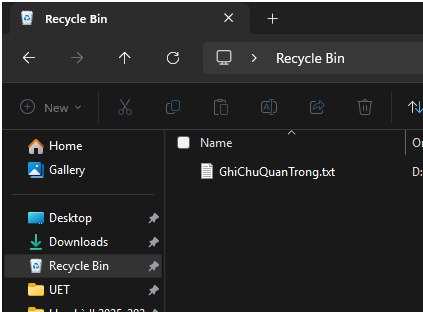 Recycle Bin
Recycle Bin
New
Name
GhiChuQuanTrong.txt
D:
Home
Gallery
Desktop
Downloads
Recycle Bin
UET